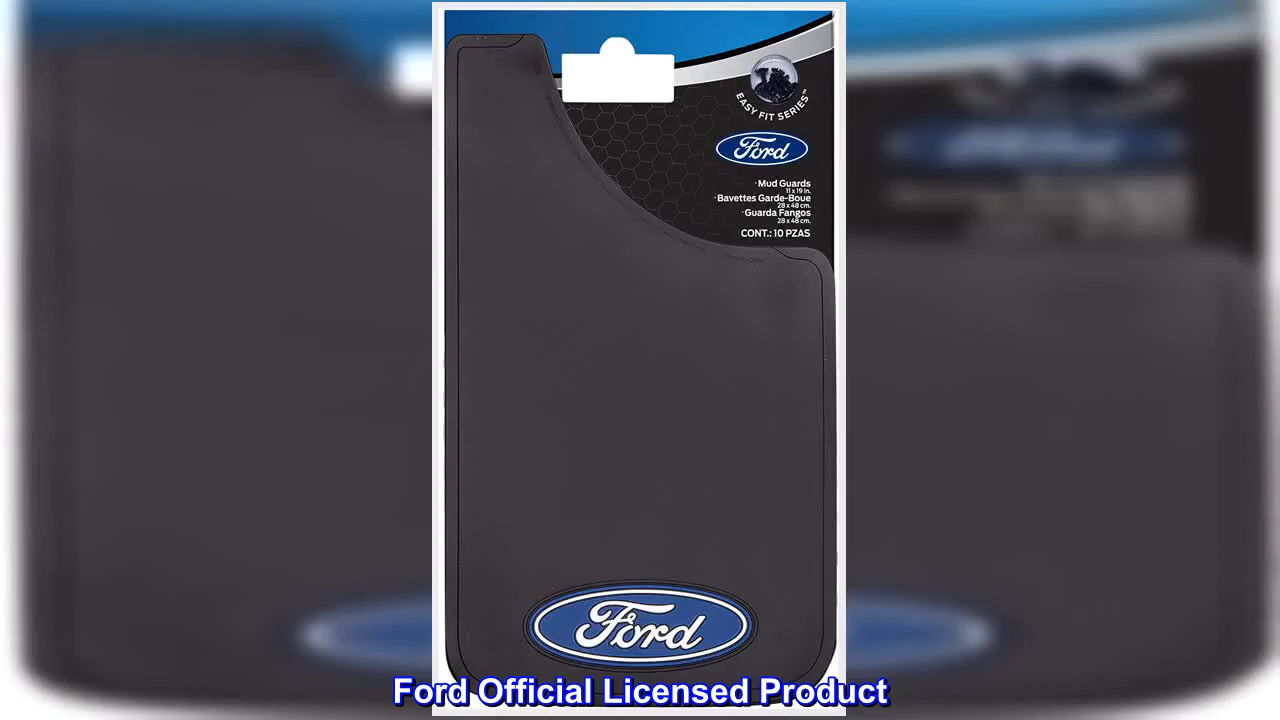 EASY FIT SERIES™
Ford
· Mud Guards
11 x 19 in.
· Bavettes Garde-Boue
28 x 48 cm.
· Guarda Fangos
28 x 48 cm.
CONT.: 10 PZAS
Ford
Ford Official Licensed Product